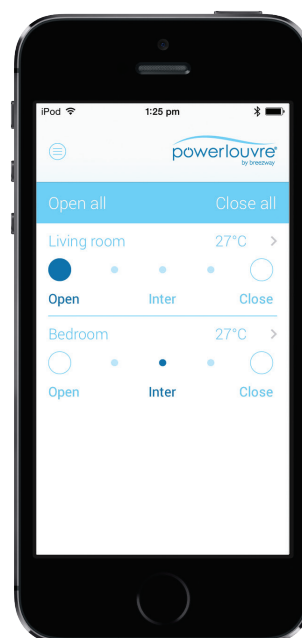 iPod 1:25 pm
powerlouvre®
by breezway
Open all Close all
Living room 27°C >
Open Inter Close
Bedroom 27°C >
Open Inter Close